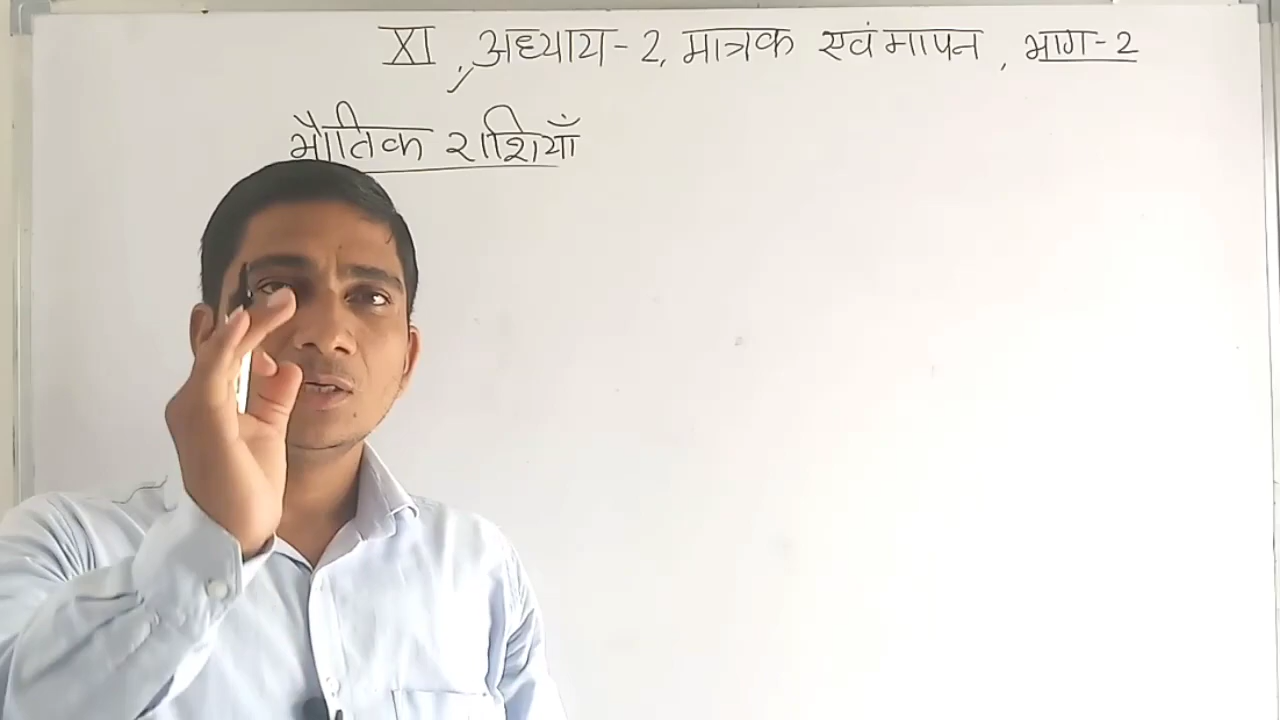 XI, अध्याय-2, मात्रक एवं मापन, भाग-2
भौतिक राशियाँ